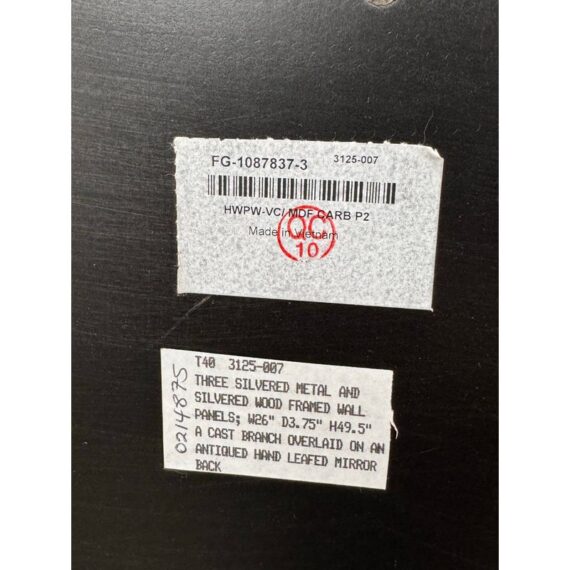 FG-1087837-3 3125-007
HWPW-VC/ MDF CARB P2
Made in Vietnam
QC
10
T40 3125-007
THREE SILVERED METAL AND
SILVERED WOOD FRAMED WALL
PANELS; W26" D3.75" H49.5"
A CAST BRANCH OVERLAID ON AN
ANTIQUED HAND LEAFED MIRROR
BACK
0214875